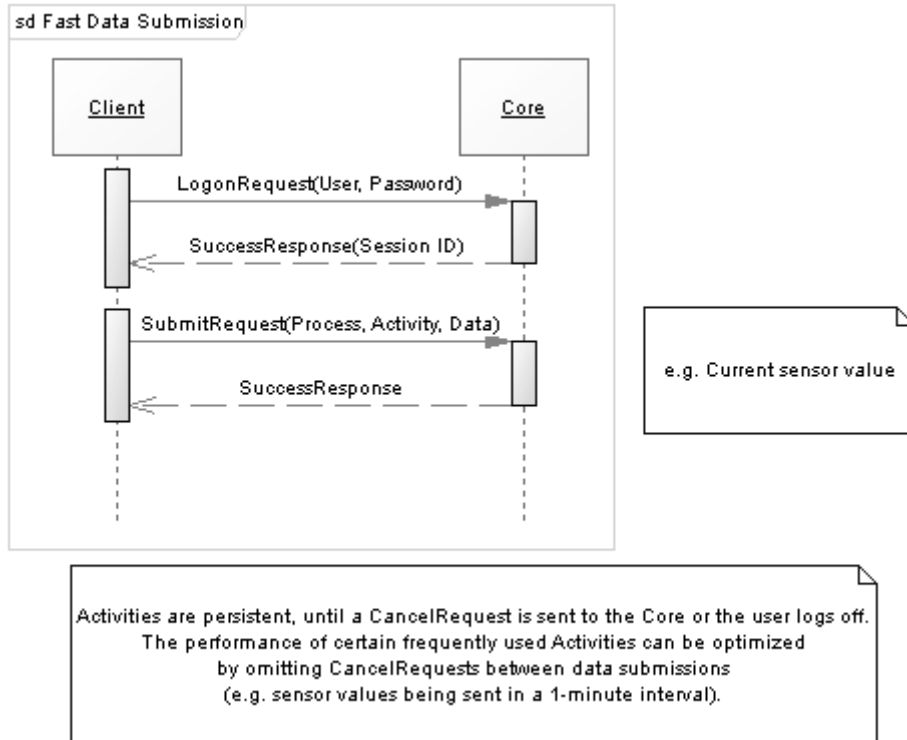 sd Fast Data Submission
Client
Core
LogonRequest(User, Password)
SuccessResponse(Session ID)
SubmitRequest(Process, Activity, Data)
SuccessResponse
e.g. Current sensor value
Activities are persistent, until a CancelRequest is sent to the Core or the user logs off.
The performance of certain frequently used Activities can be optimized
by omitting CancelRequests between data submissions
(e.g. sensor values being sent in a 1-minute interval).